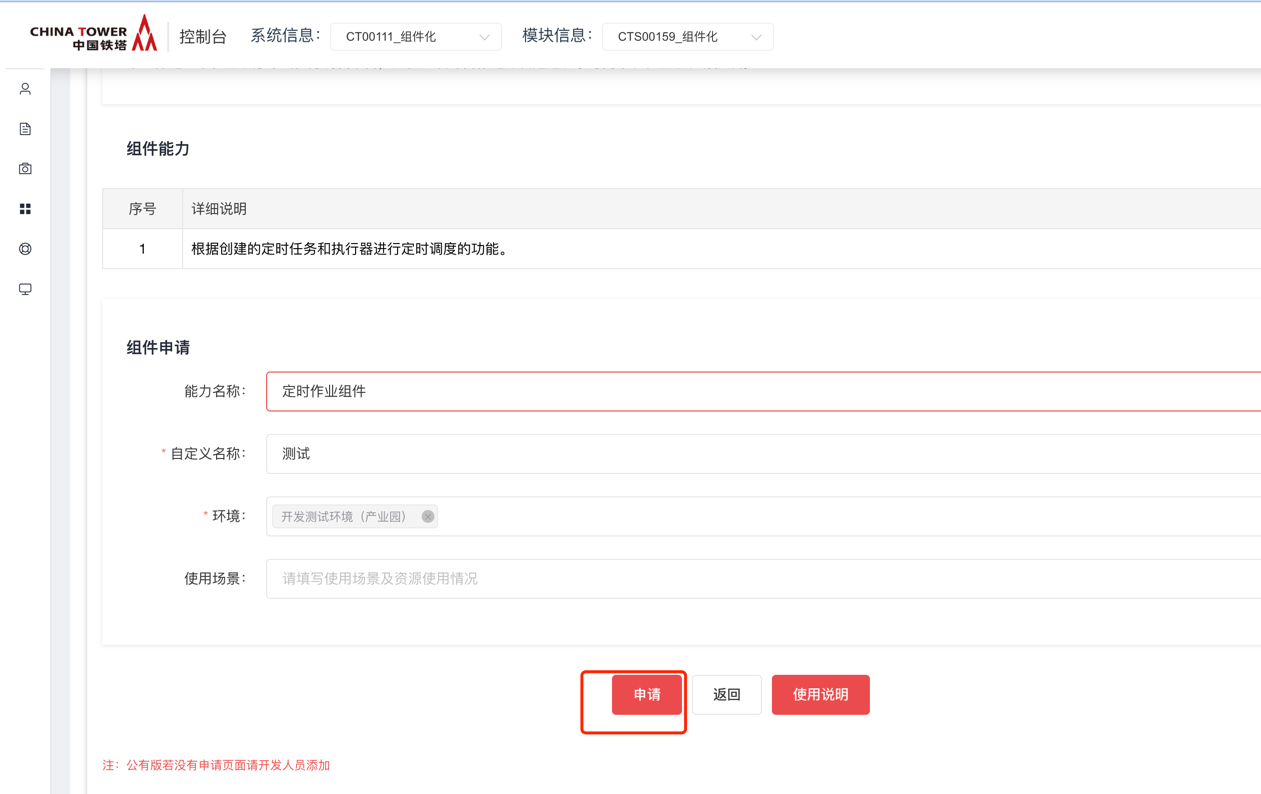 CHINA TOWER
中国铁塔
控制台
系统信息：
CT00111_组件化
模块信息：
CTS00159_组件化
组件能力
序号 详细说明
1 根据创建的定时任务和执行器进行定时调度的功能。
组件申请
能力名称： 定时作业组件
* 自定义名称： 测试
* 环境： 开发测试环境（产业园）
使用场景： 请填写使用场景及资源使用情况
申请 返回 使用说明
注：公有版若没有申请页面请开发人员添加